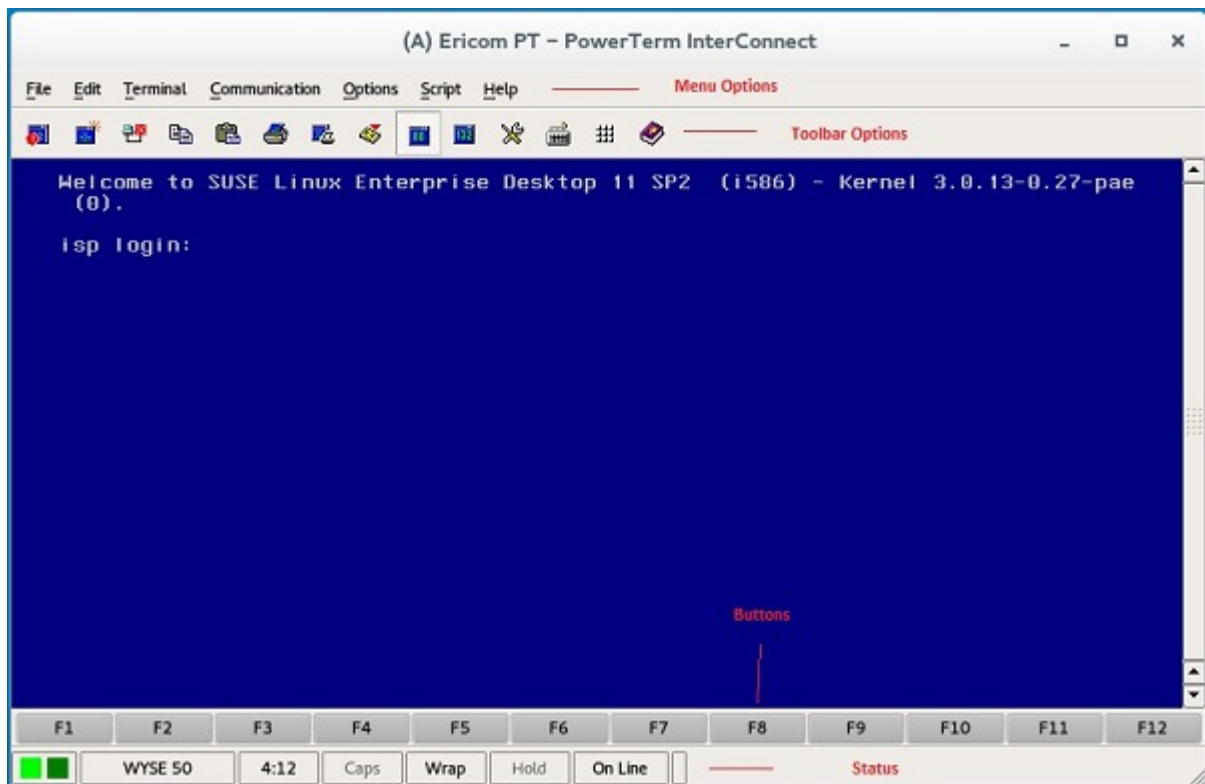 (A) Ericom PT - PowerTerm InterConnect
File Edit Terminal Communication Options Script Help Menu Options
Toolbar Options
Welcome to SUSE Linux Enterprise Desktop 11 SP2 (i586) - Kernel 3.0.13-0.27-pae
(0).
isp login:
Buttons
F1 F2 F3 F4 F5 F6 F7 F8 F9 F10 F11 F12
WYSE 50 4:12 Caps Wrap Hold On Line Status